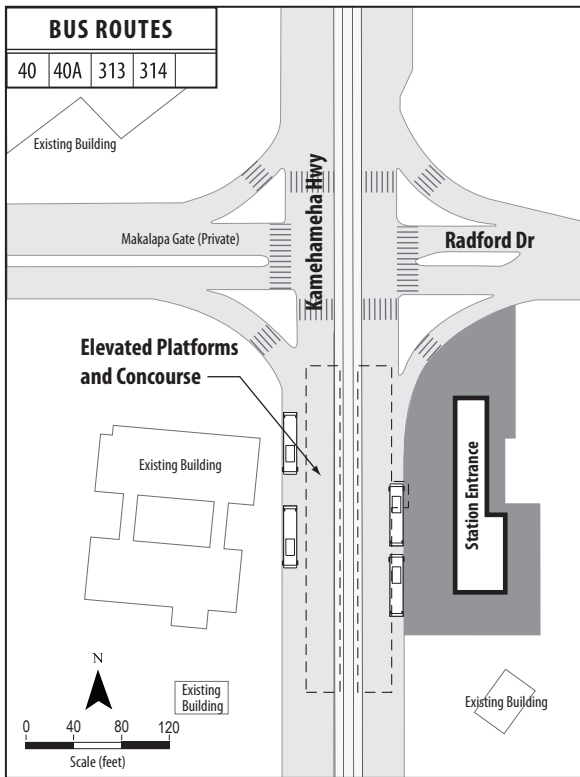 BUS ROUTES
40 40A 313 314
Existing Building
Kamehameha Hwy
Makalapa Gate (Private)
Radford Dr
Elevated Platforms
and Concourse
Existing Building
Station Entrance
N
Existing
Building
Existing Building
0 40 80 120
Scale (feet)